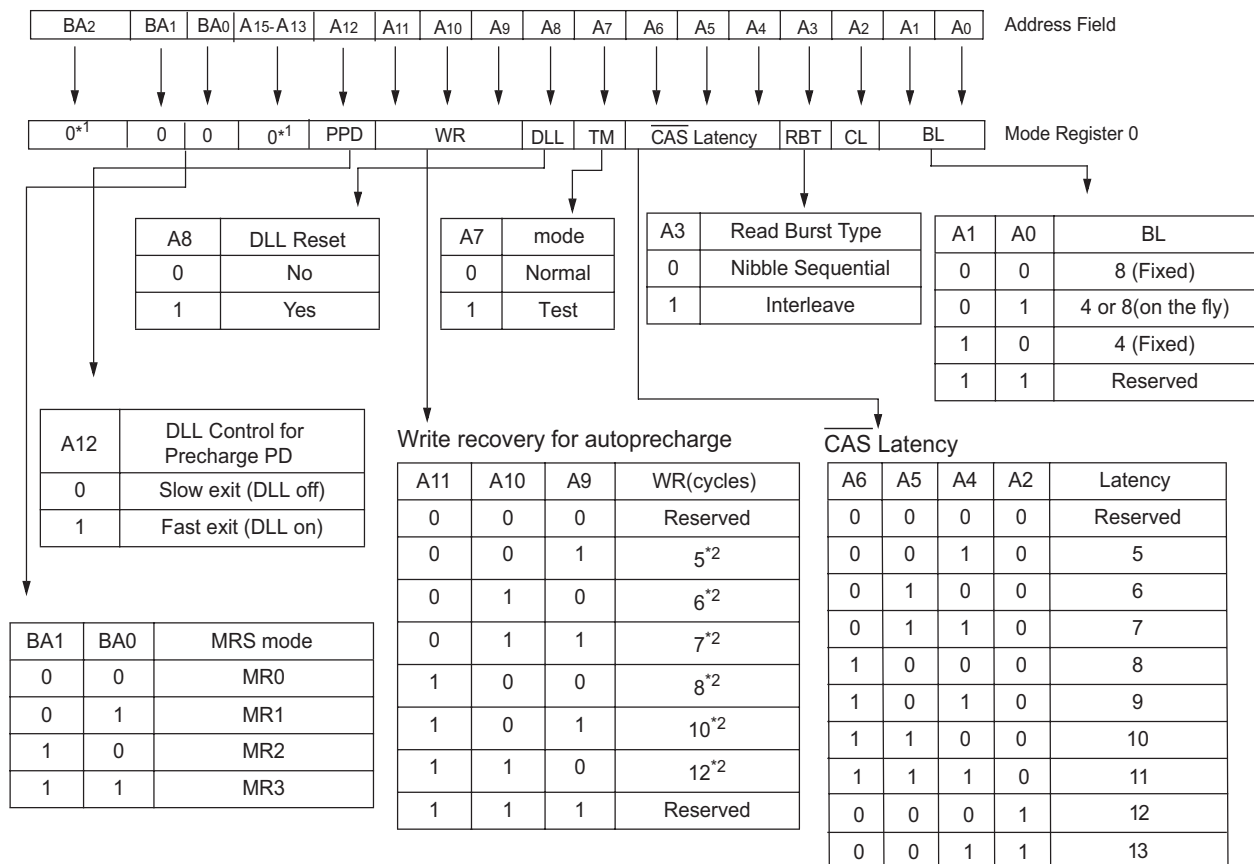 BA2 BA1 BA0 A15-A13 A12 A11 A10 A9 A8 A7 A6 A5 A4 A3 A2 A1 A0 Address Field
0*1 0 0 0*1 PPD WR DLL TM CAS Latency RBT CL BL Mode Register 0
A8 DLL Reset
0 No
1 Yes
A7 mode
0 Normal
1 Test
A3 Read Burst Type
0 Nibble Sequential
1 Interleave
A1 A0 BL
0 0 8 (Fixed)
0 1 4 or 8(on the fly)
1 0 4 (Fixed)
1 1 Reserved
A12 DLL Control for
Precharge PD
0 Slow exit (DLL off)
1 Fast exit (DLL on)
BA1 BA0 MRS mode
0 0 MR0
0 1 MR1
1 0 MR2
1 1 MR3
Write recovery for autoprecharge
A11 A10 A9 WR(cycles)
0 0 0 Reserved
0 0 1 5*2
0 1 0 6*2
0 1 1 7*2
1 0 0 8*2
1 0 1 10*2
1 1 0 12*2
1 1 1 Reserved
CAS Latency
A6 A5 A4 A2 Latency
0 0 0 0 Reserved
0 0 1 0 5
0 1 0 0 6
0 1 1 0 7
1 0 0 0 8
1 0 1 0 9
1 1 0 0 10
1 1 1 0 11
0 0 0 1 12
0 0 1 1 13